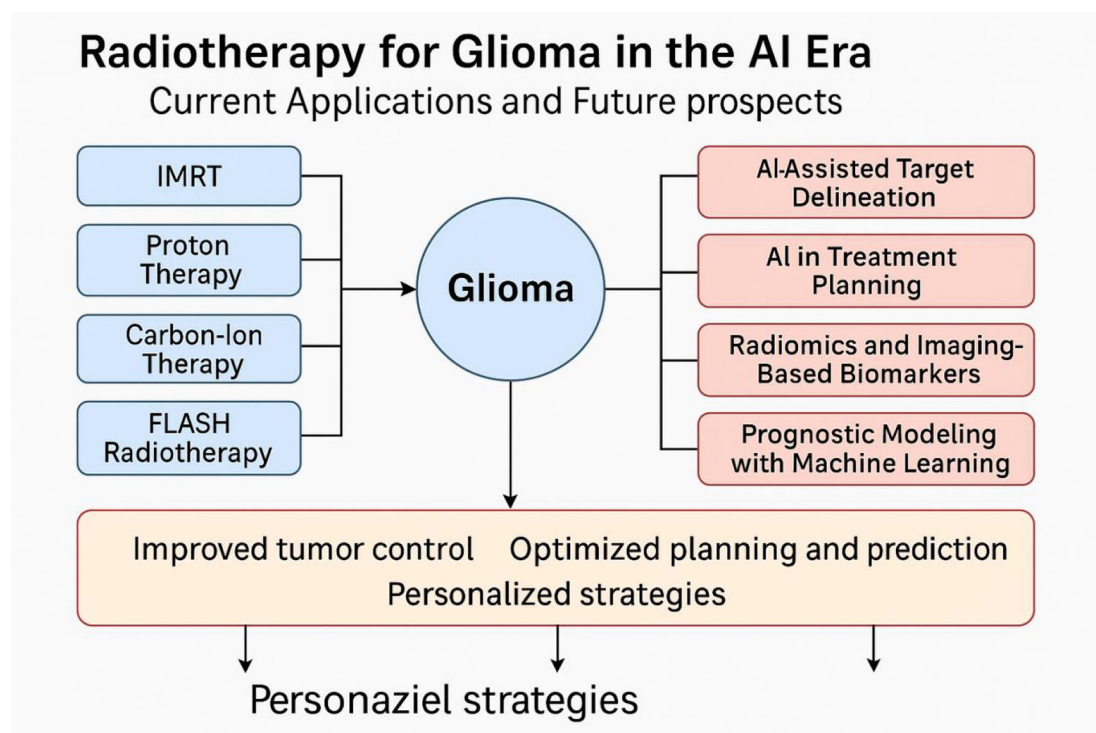 Radiotherapy for Glioma in the AI Era
Current Applications and Future prospects
IMRT
Proton
Therapy
Carbon-Ion
Therapy
FLASH
Radiotherapy
Glioma
AI-Assisted Target
Delineation
AI in Treatment
Planning
Radiomics and Imaging-
Based Biomarkers
Prognostic Modeling
with Machine Learning
Improved tumor control
Optimized planning and prediction
Personalized strategies
Personaziel strategies